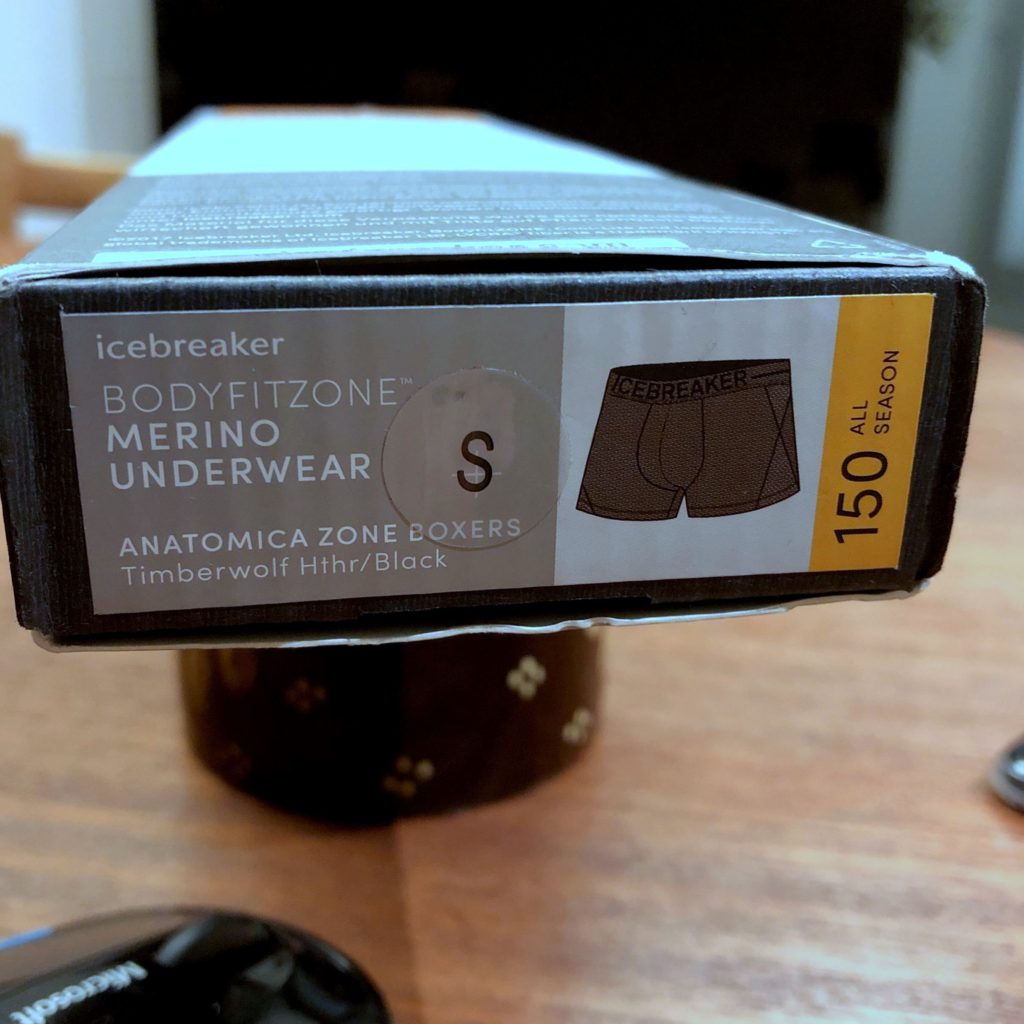 icebreaker
BODYFITZONE™
MERINO
UNDERWEAR
S
ANATOMICA ZONE BOXERS
Timberwolf Hthr/Black
ICEBREAKER
150 ALL
SEASON
Microsoft